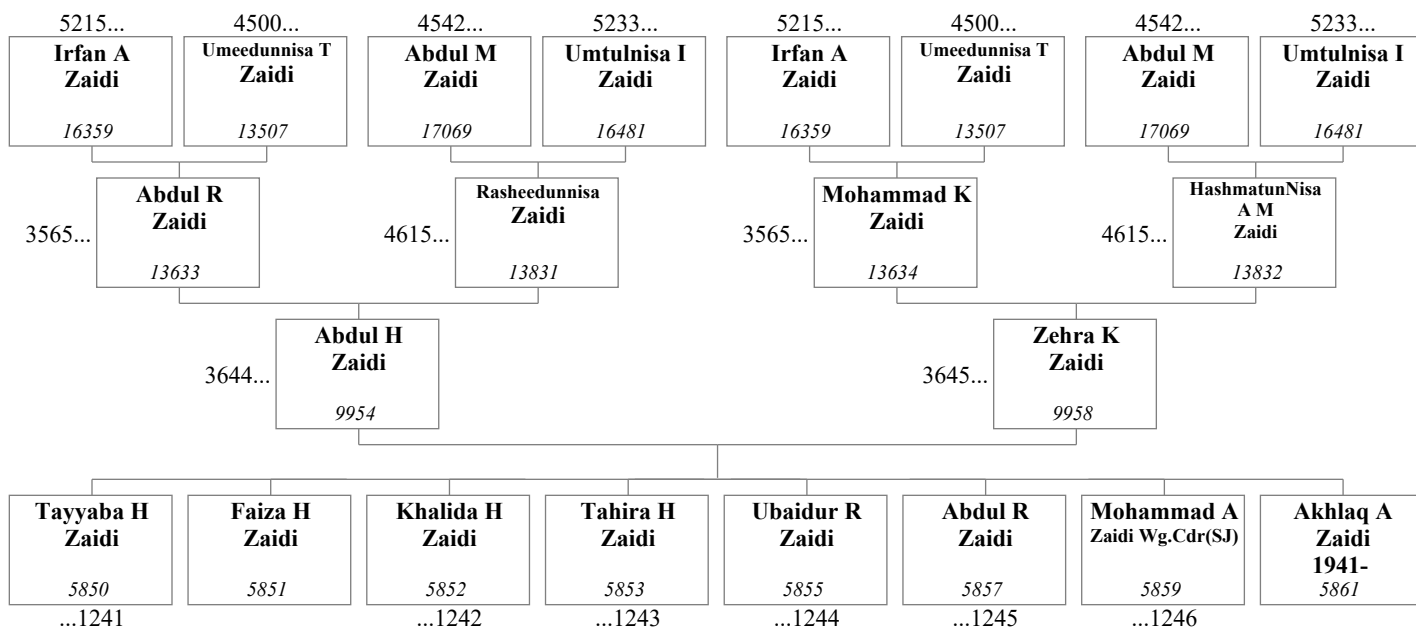 5215...
4500...
4542...
5233...
5215...
4500...
4542...
5233...
Irfan A
Zaidi
16359
Umeedunnisa T
Zaidi
13507
Abdul M
Zaidi
17069
Umtulnisa I
Zaidi
16481
Irfan A
Zaidi
16359
Umeedunnisa T
Zaidi
13507
Abdul M
Zaidi
17069
Umtulnisa I
Zaidi
16481
3565...
Abdul R
Zaidi
13633
4615...
Rasheedunnisa
Zaidi
13831
3565...
Mohammad K
Zaidi
13634
4615...
HashmatunNisa
A M
Zaidi
13832
3644...
Abdul H
Zaidi
9954
3645...
Zehra K
Zaidi
9958
Tayyaba H
Zaidi
5850
...1241
Faiza H
Zaidi
5851
Khalida H
Zaidi
5852
...1242
Tahira H
Zaidi
5853
...1243
Ubaidur R
Zaidi
5855
...1244
Abdul R
Zaidi
5857
...1245
Mohammad A
Zaidi Wg.Cdr(SJ)
5859
...1246
Akhlaq A
Zaidi
1941-
5861